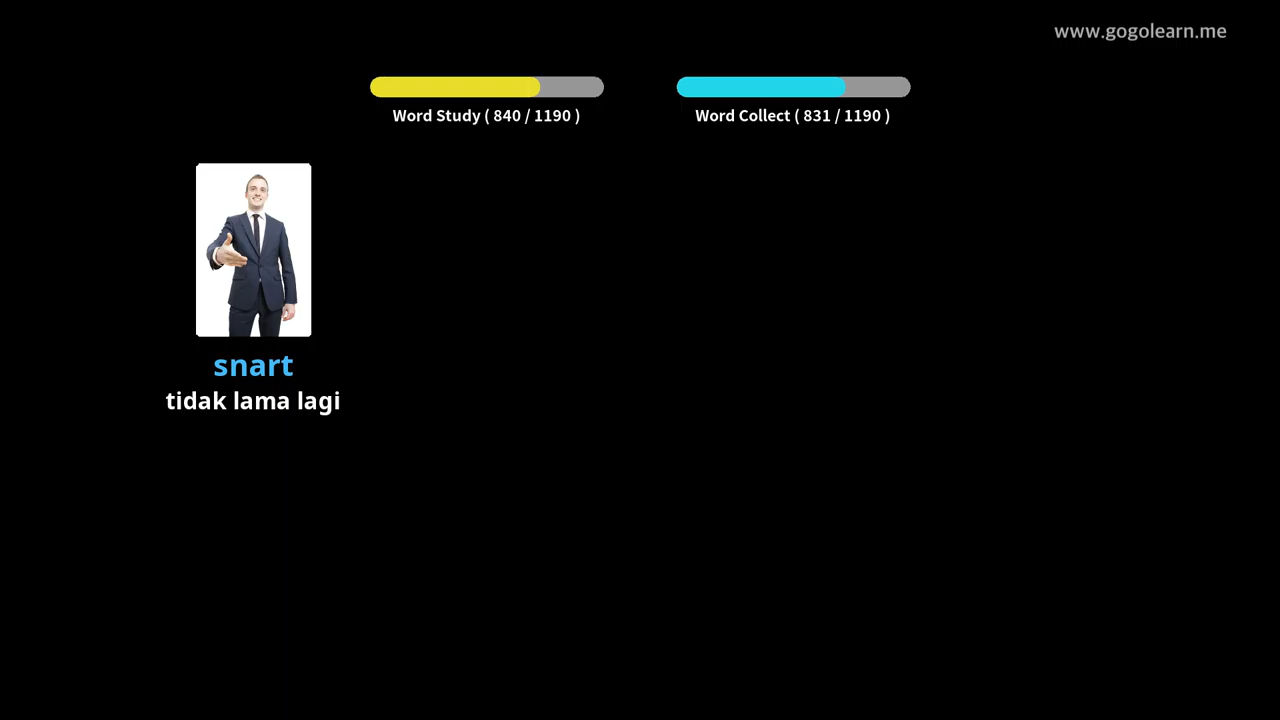 www.gogolearn.me
Word Study ( 840 / 1190 )
Word Collect ( 831 / 1190 )
snart
tidak lama lagi